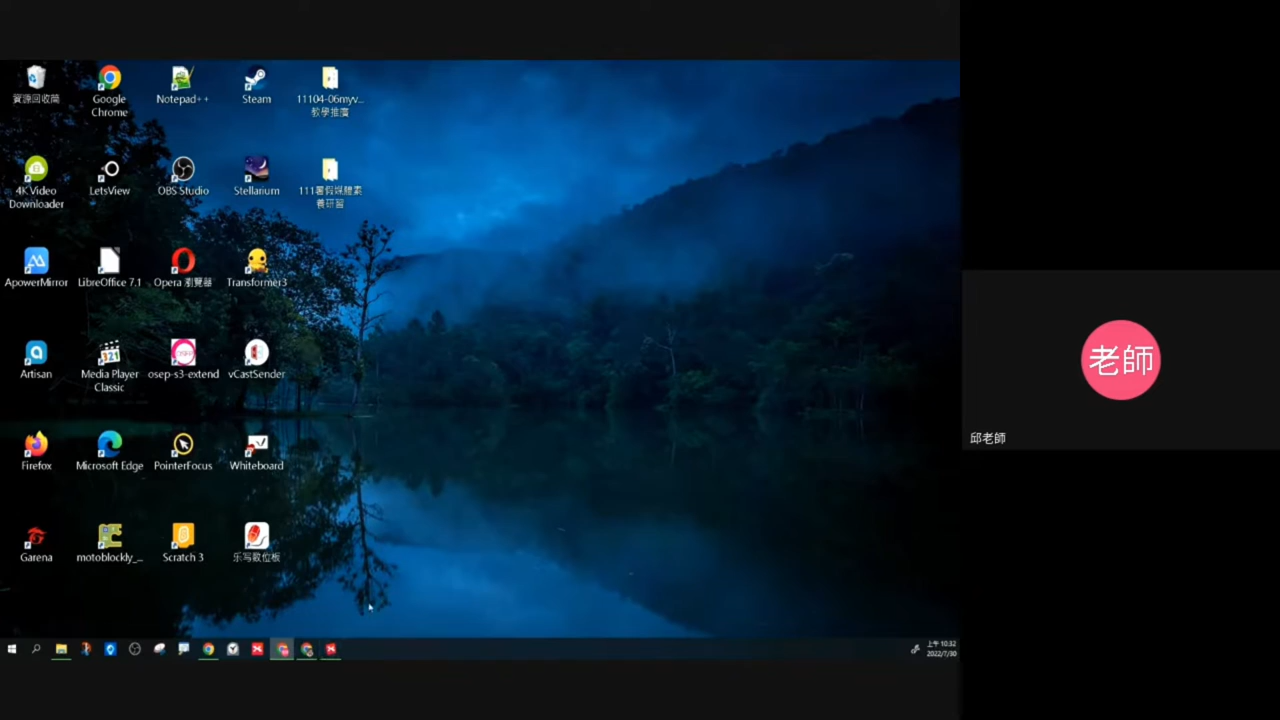 資源回收筒
Google
Chrome
Notepad++
Steam
11104-06myv...
教學推廣
4K Video
Downloader
LetsView
OBS Studio
Stellarium
111暑假媒體素
養研習
ApowerMirror
LibreOffice 7.1
Opera 瀏覽器
Transformer3
Artisan
Media Player
Classic
osep-s3-extend
vCastSender
Firefox
Microsoft Edge
PointerFocus
Whiteboard
Garena
motoblockly_...
Scratch 3
乐写数位板
上午 10:32
2022/7/30
老師
邱老師